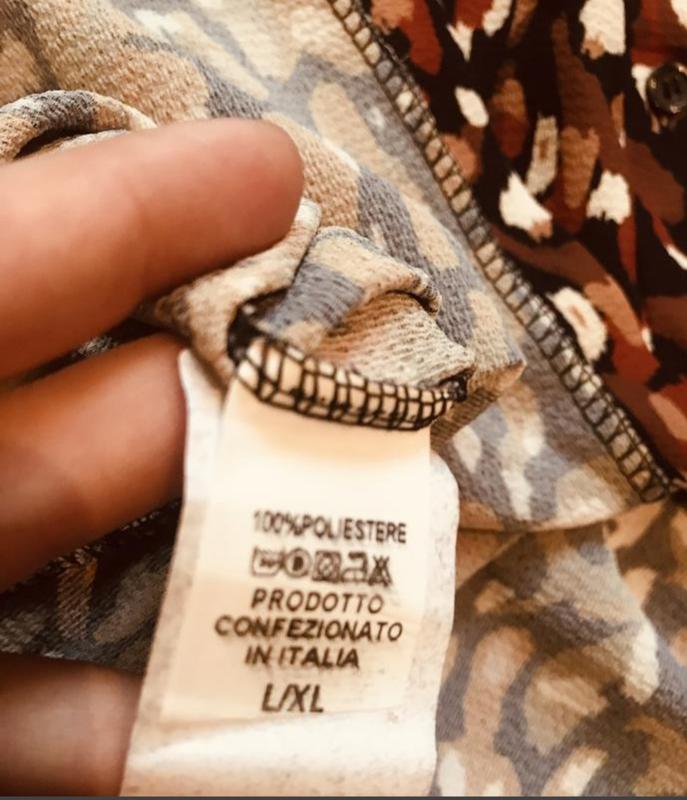 100%POLIESTERE
PRODOTTO
CONFEZIONATO
IN ITALIA
L/XL